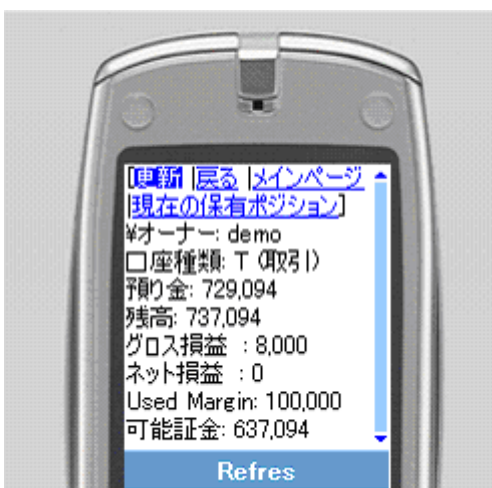 [更新 |戻る |メインページ
|現在の保有ポジション]
¥オーナー: demo
口座種類: T (取引)
預り金: 729,094
残高: 737,094
グロス損益 : 8,000
ネット損益 : 0
Used Margin: 100,000
可能証金: 637,094
Refres